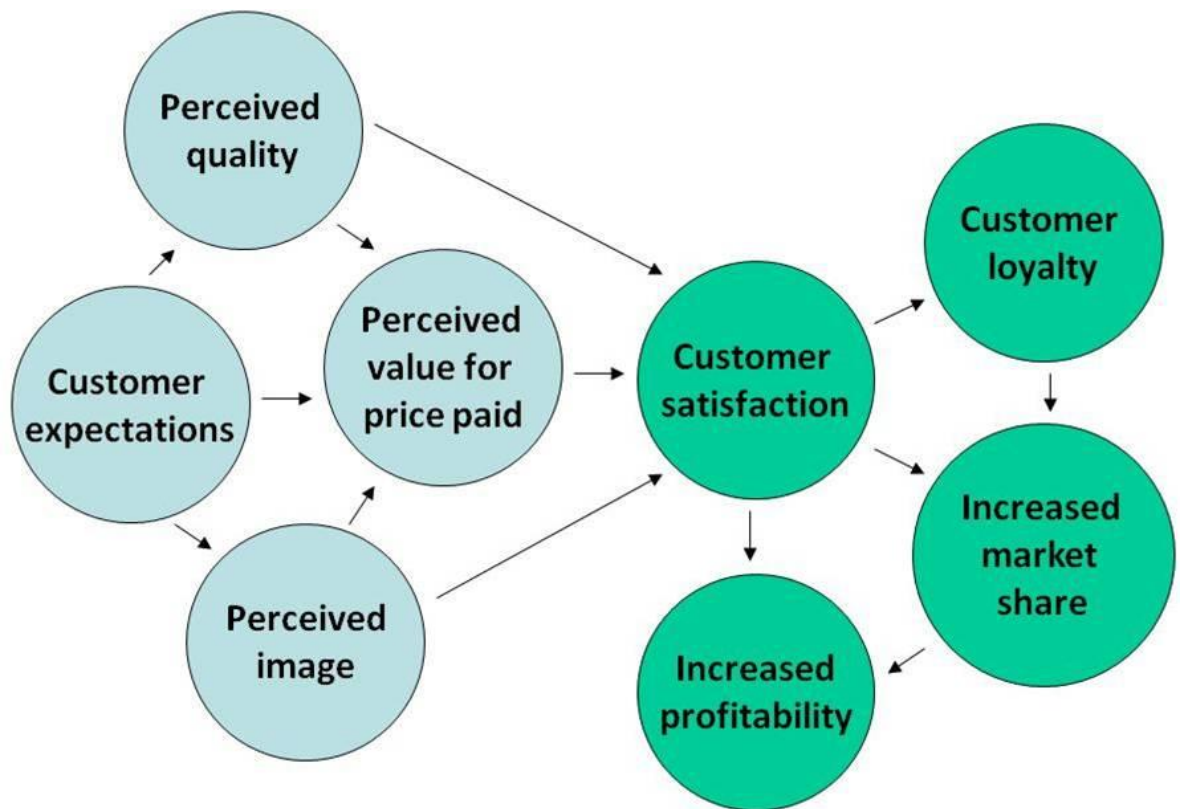 Perceived
quality
Customer
expectations
Perceived
value for
price paid
Perceived
image
Customer
satisfaction
Customer
loyalty
Increased
market
share
Increased
profitability